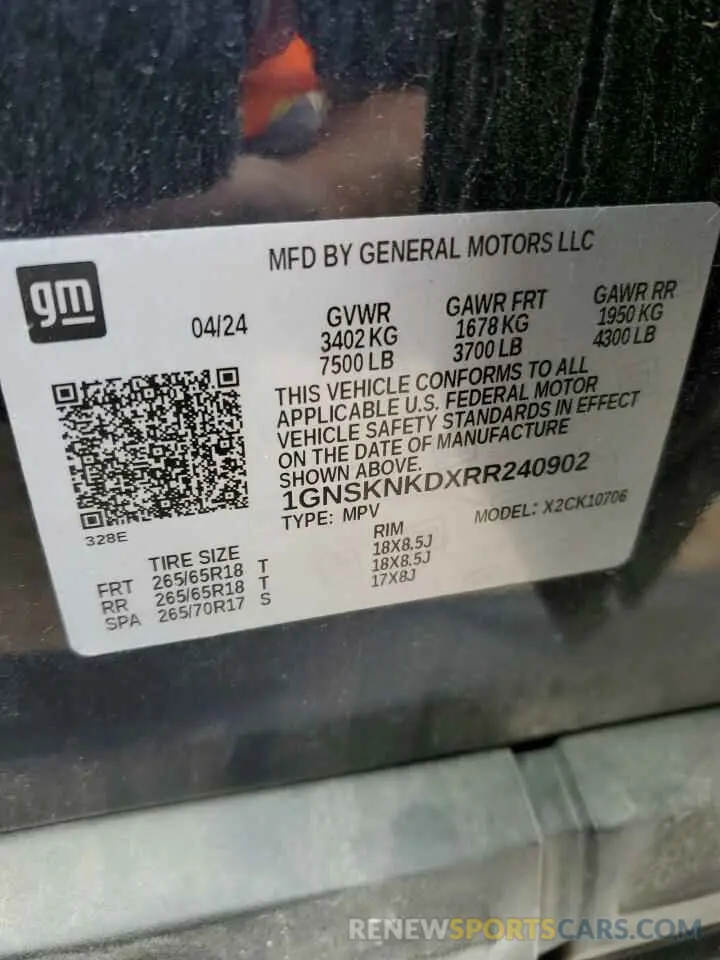 MFD BY GENERAL MOTORS LLC
gm
04/24
GVWR
3402 KG
7500 LB
GAWR FRT
1678 KG
3700 LB
GAWR RR
1950 KG
4300 LB
THIS VEHICLE CONFORMS TO ALL
APPLICABLE U.S. FEDERAL MOTOR
VEHICLE SAFETY STANDARDS IN EFFECT
ON THE DATE OF MANUFACTURE
SHOWN ABOVE.
1GNSKNKDXRR240902
TYPE: MPV
MODEL: X2CK10706
328E
TIRE SIZE RIM
FRT 265/65R18 T 18X8.5J
RR 265/65R18 T 18X8.5J
SPA 265/70R17 S 17X8J
RENEWSPORTSCARS.COM